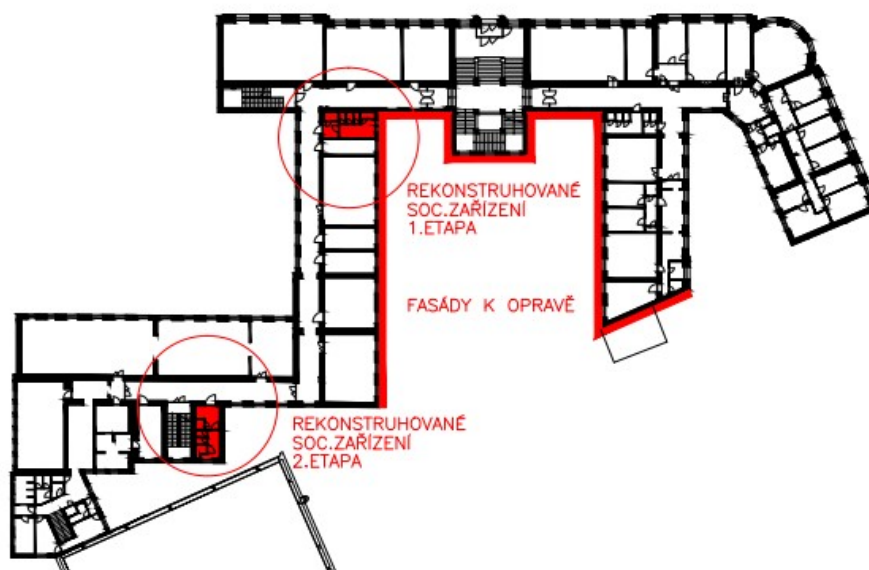 REKONSTRUHOVANÉ
SOC.ZAŘÍZENÍ
1.ETAPA
FASÁDY K OPRAVĚ
REKONSTRUHOVANÉ
SOC.ZAŘÍZENÍ
2.ETAPA